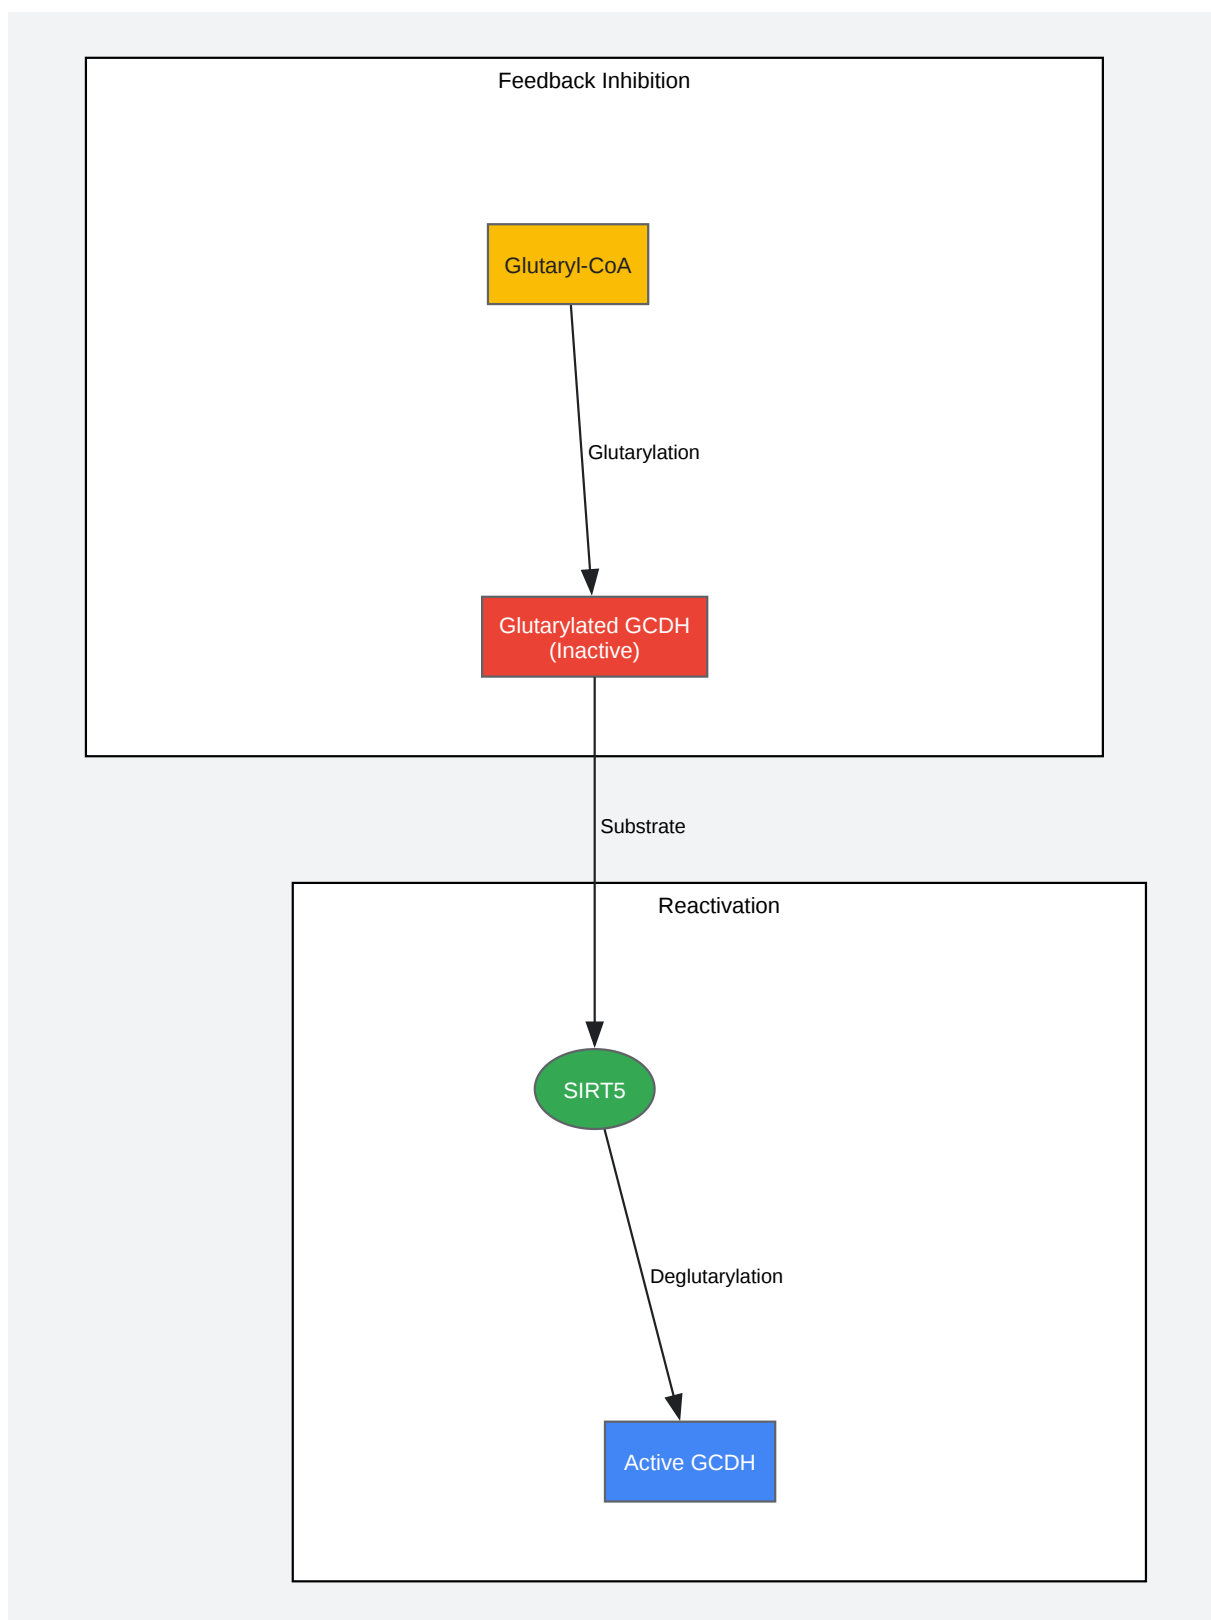 Feedback Inhibition
Glutaryl-CoA
Glutarylation
Glutarylated GCDH
(Inactive)
Substrate
Reactivation
SIRT5
Deglutarylation
Active GCDH